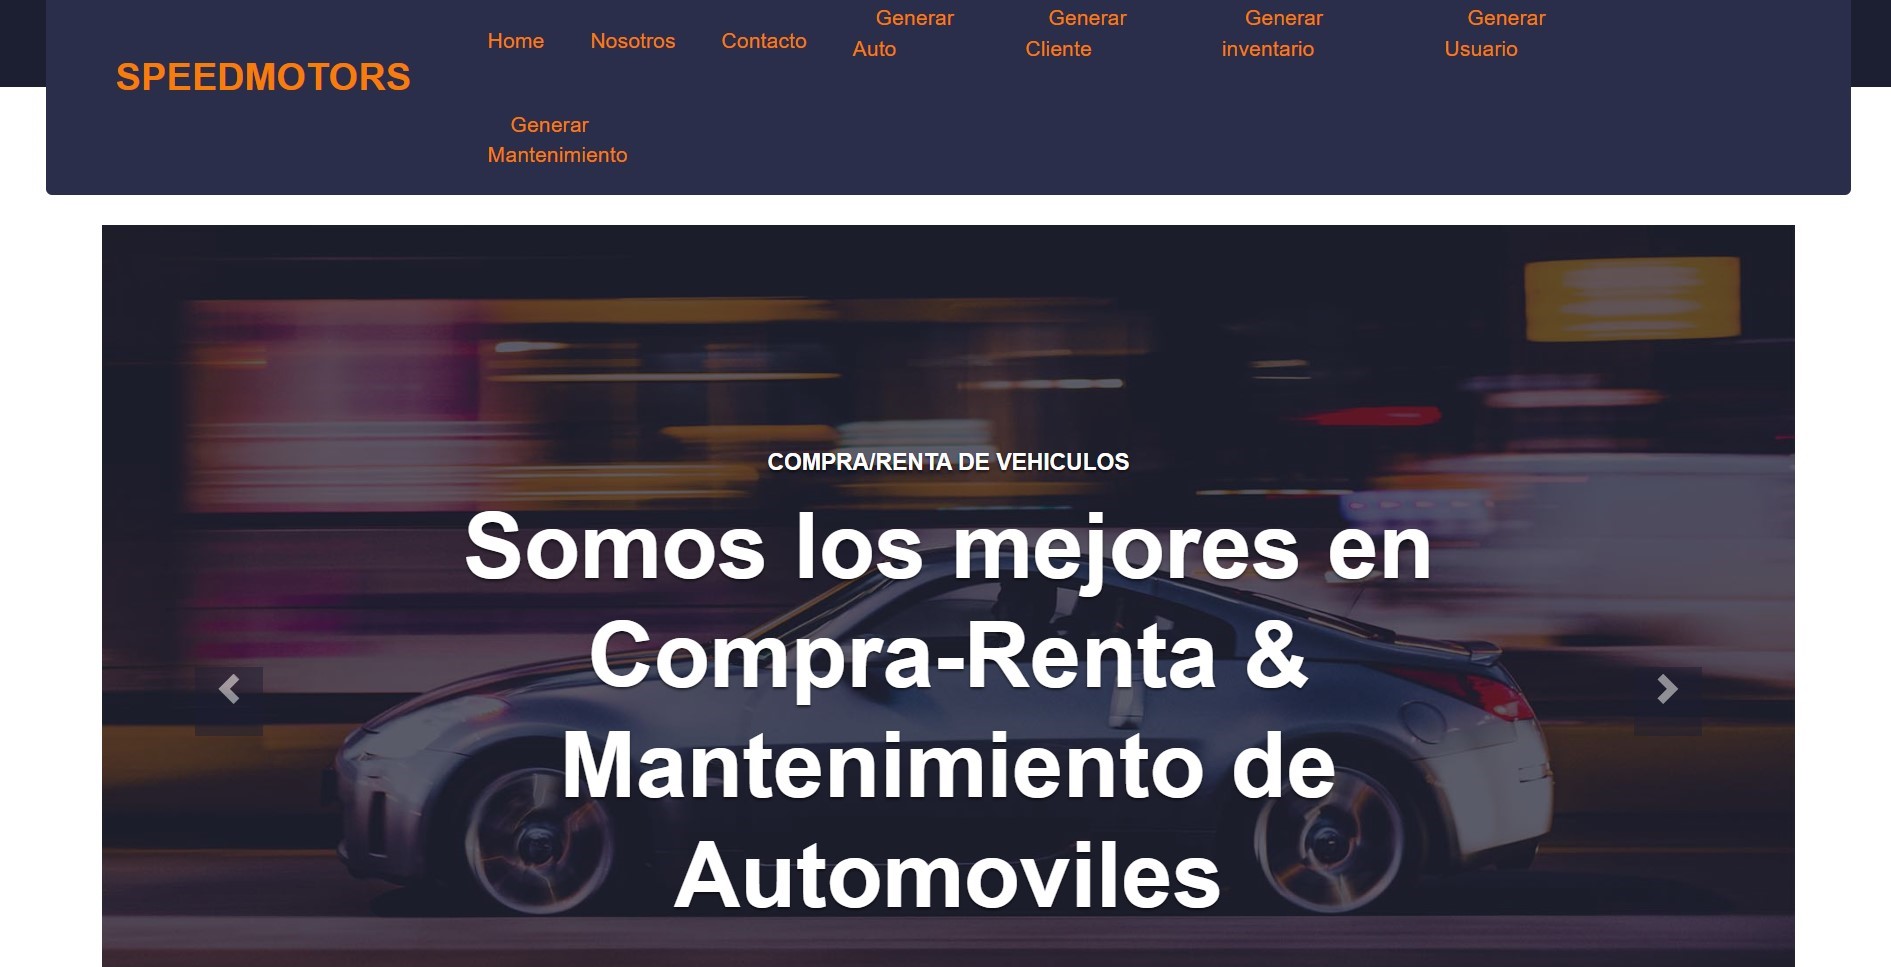 SPEEDMOTORS
Home
Nosotros
Contacto
Generar
Auto
Generar
Cliente
Generar
inventario
Generar
Usuario
Generar
Mantenimiento
COMPRA/RENTA DE VEHICULOS
Somos los mejores en
Compra-Renta &
Mantenimiento de
Automoviles